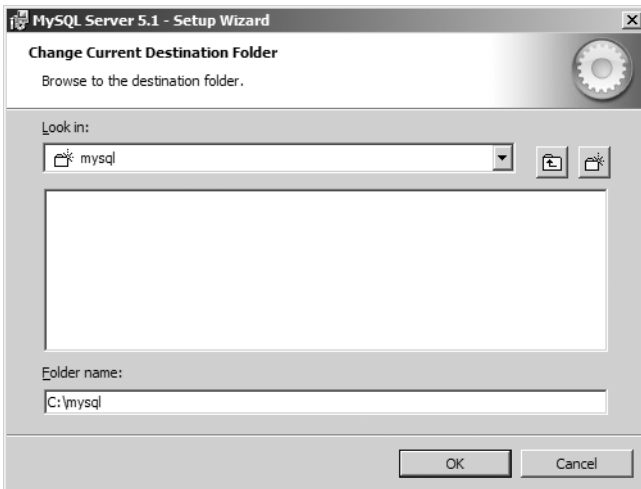 MySQL Server 5.1 - Setup Wizard
Change Current Destination Folder
Browse to the destination folder.
Look in:
mysql
Folder name:
C:\mysql
OK
Cancel